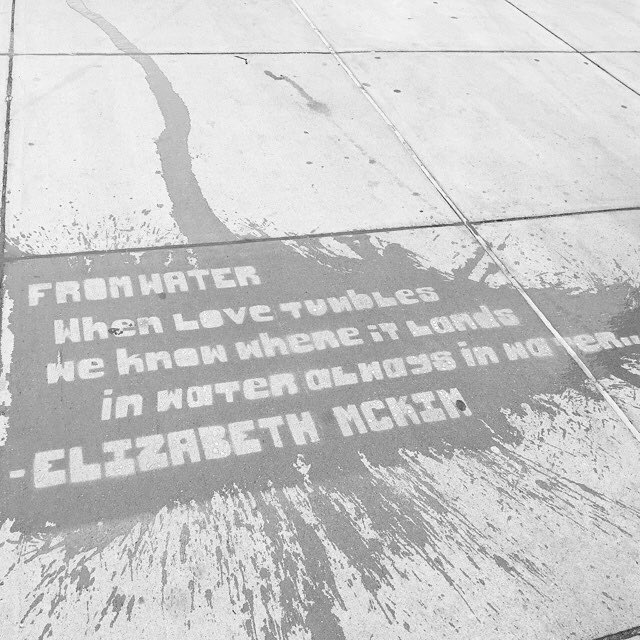 FROM WATER
When Love TUMBLES
We know where it Lands
in water always in water...
-ELIZABETH MCKIM